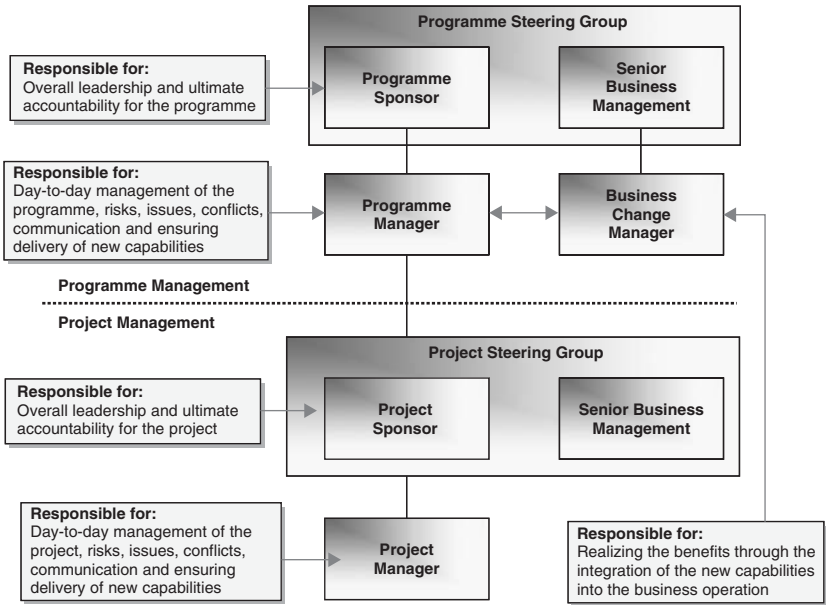 Programme Steering Group
Responsible for:
Overall leadership and ultimate
accountability for the programme
Programme
Sponsor
Senior
Business
Management
Responsible for:
Day-to-day management of the
programme, risks, issues, conflicts,
communication and ensuring
delivery of new capabilities
Programme
Manager
Business
Change
Manager
Programme Management
Project Management
Project Steering Group
Responsible for:
Overall leadership and ultimate
accountability for the project
Project
Sponsor
Senior Business
Management
Responsible for:
Day-to-day management of the
project, risks, issues, conflicts,
communication and ensuring
delivery of new capabilities
Project
Manager
Responsible for:
Realizing the benefits through the
integration of the new capabilities
into the business operation